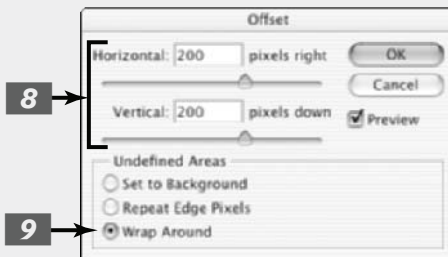 Offset
Horizontal: 200 pixels right
OK
Cancel
8
Vertical: 200 pixels down
Preview
Undefined Areas
Set to Background
Repeat Edge Pixels
9
Wrap Around